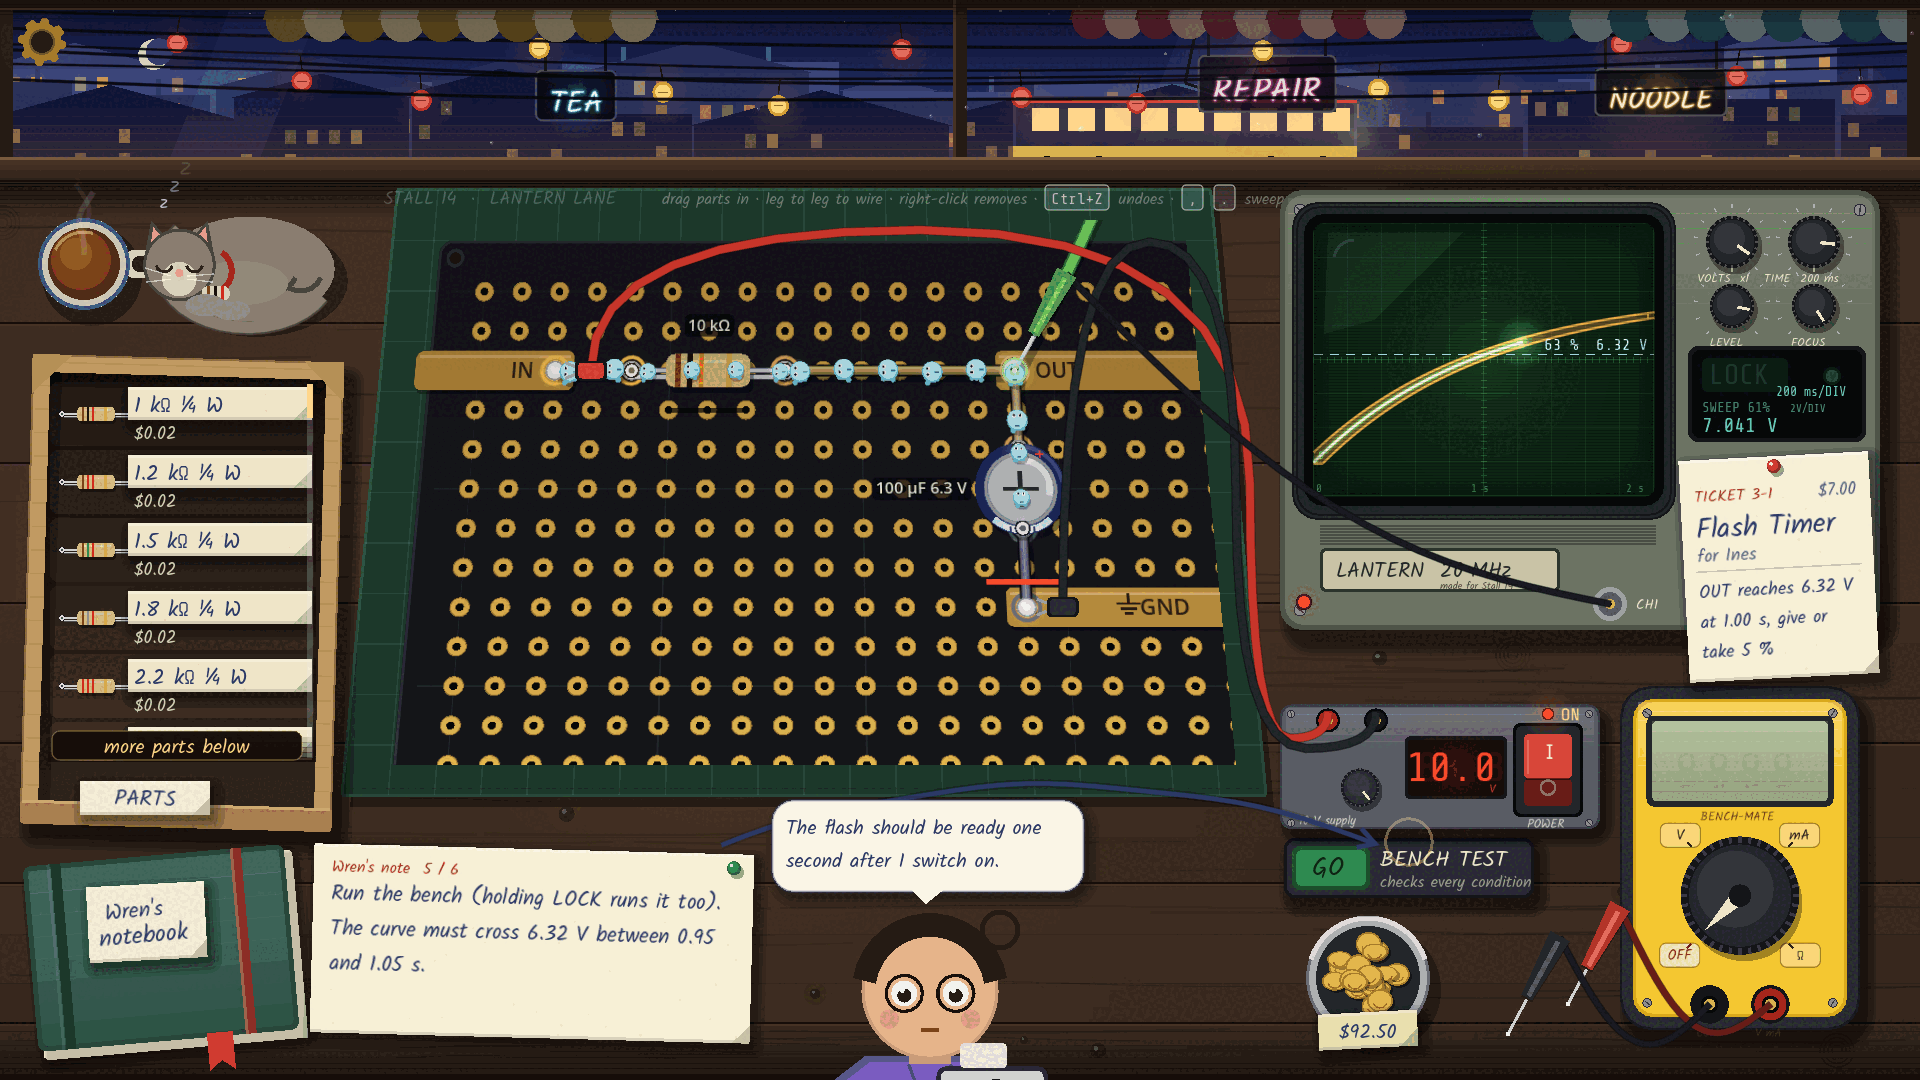 TEA
REPAIR
NOODLE
STALL 14 · LANTERN LANE
drag parts in · leg to leg to wire · right-click removes · Ctrl+Z undoes · , . sweep
z
z
z
1 kΩ ¼ W
$0.02
1.2 kΩ ¼ W
$0.02
1.5 kΩ ¼ W
$0.02
1.8 kΩ ¼ W
$0.02
2.2 kΩ ¼ W
$0.02
more parts below
PARTS
IN
10 kΩ
OUT
100 µF 6.3 V
GND
63 % 6.32 V
0
1 s
2 s
VOLTS x1
TIME 200 ms
LEVEL
FOCUS
LOCK
200 ms/DIV
SWEEP 61% 2V/DIV
7.041 V
LANTERN 20 MHz
made for Stall
CH1
TICKET 3-1 $7.00
Flash Timer
for Ines
OUT reaches 6.32 V
at 1.00 s, give or
take 5 %
ON
10.0
V
I
V supply
POWER
GO
BENCH TEST
checks every condition
BENCH-MATE
V
mA
OFF
Ω
$92.50
Wren's
notebook
Wren's note 5 / 6
Run the bench (holding LOCK runs it too).
The curve must cross 6.32 V between 0.95
and 1.05 s.
The flash should be ready one
second after I switch on.